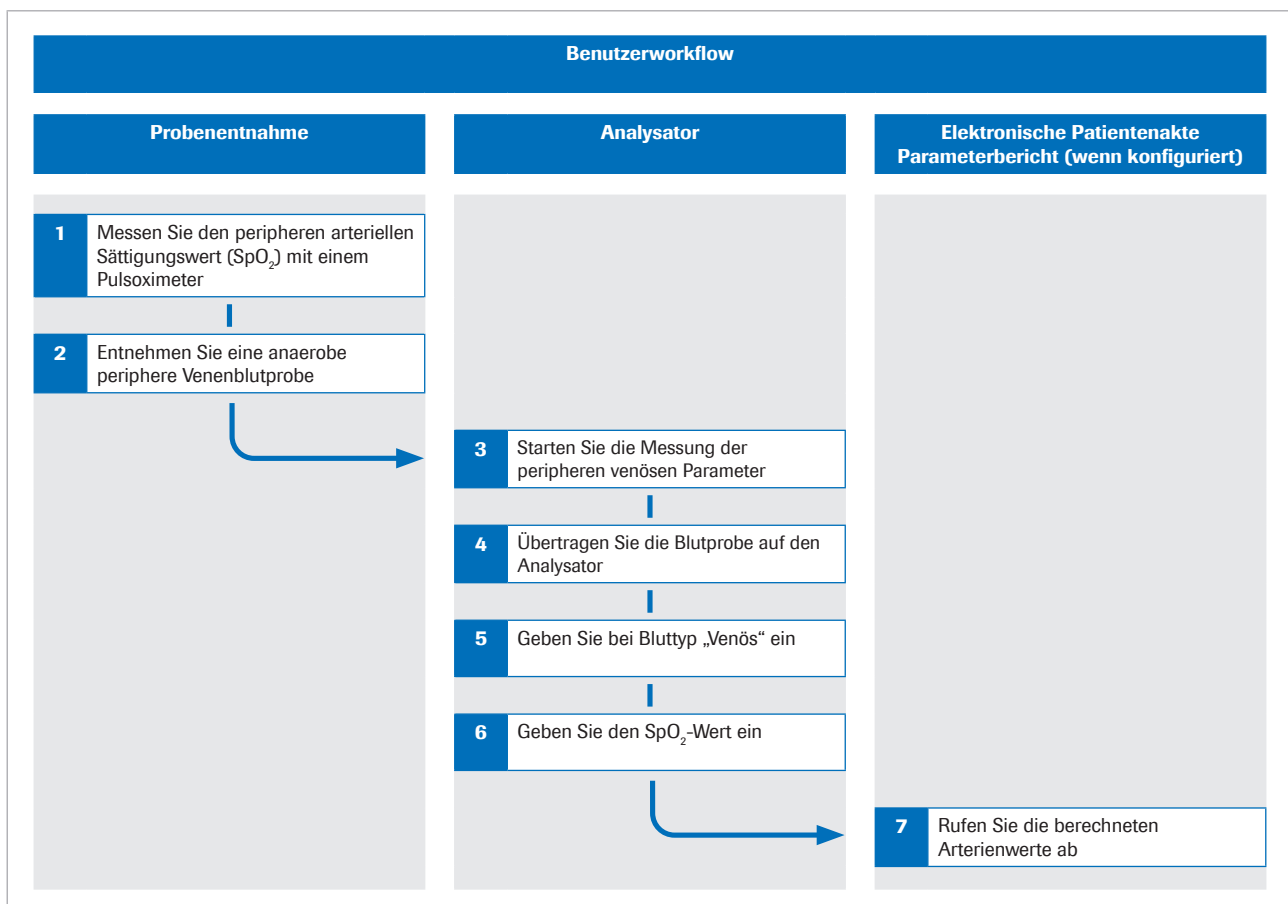 Benutzerworkflow
Probenentnahme
Analysator
Elektronische Patientenakte
Parameterbericht (wenn konfiguriert)
1
Messen Sie den peripheren arteriellen
Sättigungswert (SpO₂) mit einem
Pulsoximeter
2
Entnehmen Sie eine anaerobe
periphere Venenblutprobe
3
Starten Sie die Messung der
peripheren venösen Parameter
4
Übertragen Sie die Blutprobe auf den
Analysator
5
Geben Sie bei Bluttyp „Venös“ ein
6
Geben Sie den SpO₂-Wert ein
7
Rufen Sie die berechneten
Arterienwerte ab